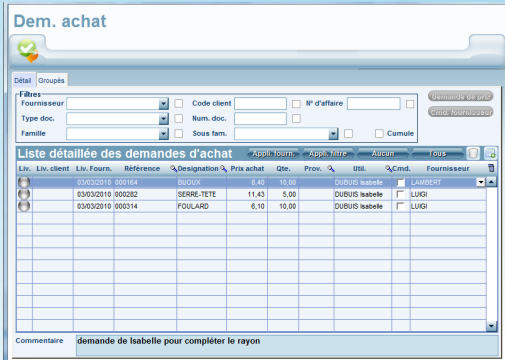 Dem. achat
Détail Groupés
Filtres
Fournisseur Code client N° d'affaire Demande de prix
Type doc. Num. doc. Cmd. fournisseur
Famille Sous fam. Cumule
Liste détaillée des demandes d'achat Appli. fourn. Appli. filtre Aucun Tous
Liv. Liv. client Liv. Fourn. Référence Designation Prix achat Qte. Prov. Util. Cmd. Fournisseur
03/03/2010 000164 BIJOUX 8,40 10,00 DUBUIS Isabelle LAMBERT
03/03/2010 000282 SERRE-TETE 11,43 5,00 DUBUIS Isabelle LUIGI
03/03/2010 000314 FOULARD 6,10 10,00 DUBUIS Isabelle LUIGI
Commentaire demande de Isabelle pour compléter le rayon